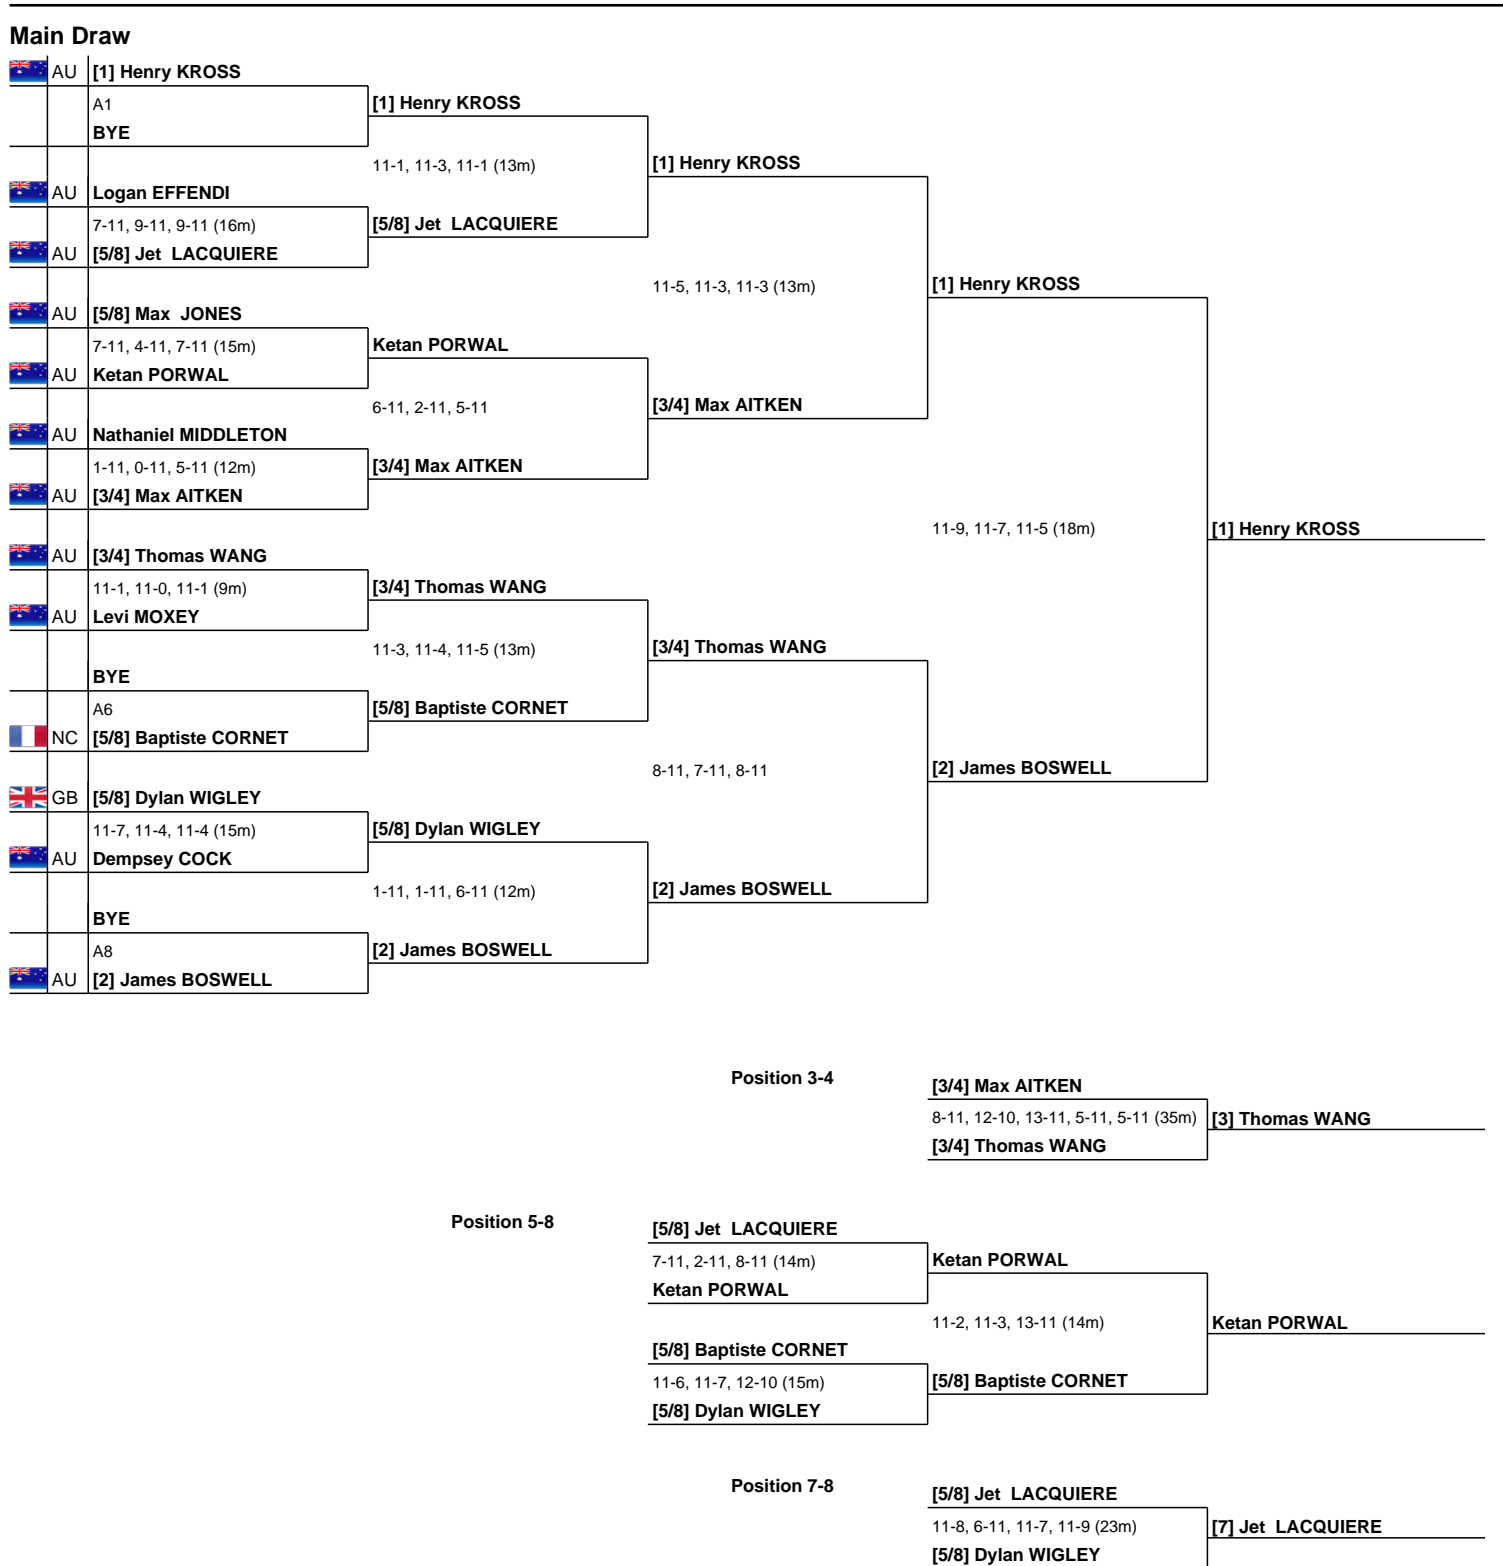 Main Draw
AU [1] Henry KROSS
A1 [1] Henry KROSS
BYE
11-1, 11-3, 11-1 (13m) [1] Henry KROSS
AU Logan EFFENDI
7-11, 9-11, 9-11 (16m) [5/8] Jet LACQUIERE
AU [5/8] Jet LACQUIERE
11-5, 11-3, 11-3 (13m) [1] Henry KROSS
AU [5/8] Max JONES
7-11, 4-11, 7-11 (15m) Ketan PORWAL
AU Ketan PORWAL
6-11, 2-11, 5-11 [3/4] Max AITKEN
AU Nathaniel MIDDLETON
1-11, 0-11, 5-11 (12m) [3/4] Max AITKEN
AU [3/4] Max AITKEN
11-9, 11-7, 11-5 (18m) [1] Henry KROSS
AU [3/4] Thomas WANG
11-1, 11-0, 11-1 (9m) [3/4] Thomas WANG
AU Levi MOXEY
11-3, 11-4, 11-5 (13m) [3/4] Thomas WANG
BYE
A6 [5/8] Baptiste CORNET
NC [5/8] Baptiste CORNET
8-11, 7-11, 8-11 [2] James BOSWELL
GB [5/8] Dylan WIGLEY
11-7, 11-4, 11-4 (15m) [5/8] Dylan WIGLEY
AU Dempsey COCK
1-11, 1-11, 6-11 (12m) [2] James BOSWELL
BYE
A8 [2] James BOSWELL
AU [2] James BOSWELL
Position 3-4 [3/4] Max AITKEN
8-11, 12-10, 13-11, 5-11, 5-11 (35m) [3] Thomas WANG
[3/4] Thomas WANG
Position 5-8 [5/8] Jet LACQUIERE
7-11, 2-11, 8-11 (14m) Ketan PORWAL
Ketan PORWAL
11-2, 11-3, 13-11 (14m) Ketan PORWAL
[5/8] Baptiste CORNET
11-6, 11-7, 12-10 (15m) [5/8] Baptiste CORNET
[5/8] Dylan WIGLEY
Position 7-8 [5/8] Jet LACQUIERE
11-8, 6-11, 11-7, 11-9 (23m) [7] Jet LACQUIERE
[5/8] Dylan WIGLEY